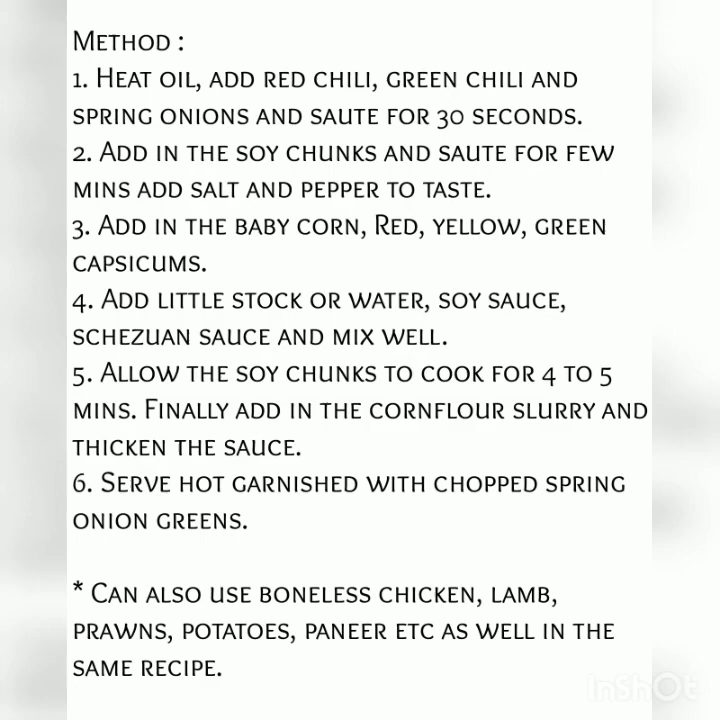 Method :
1. Heat oil, add red chili, green chili and
spring onions and saute for 30 seconds.
2. Add in the soy chunks and saute for few
mins add salt and pepper to taste.
3. Add in the baby corn, Red, yellow, green
capsicums.
4. Add little stock or water, soy sauce,
schezuan sauce and mix well.
5. Allow the soy chunks to cook for 4 to 5
mins. Finally add in the cornflour slurry and
thicken the sauce.
6. Serve hot garnished with chopped spring
onion greens.
* Can also use boneless chicken, lamb,
prawns, potatoes, paneer etc as well in the
same recipe.
InShOt